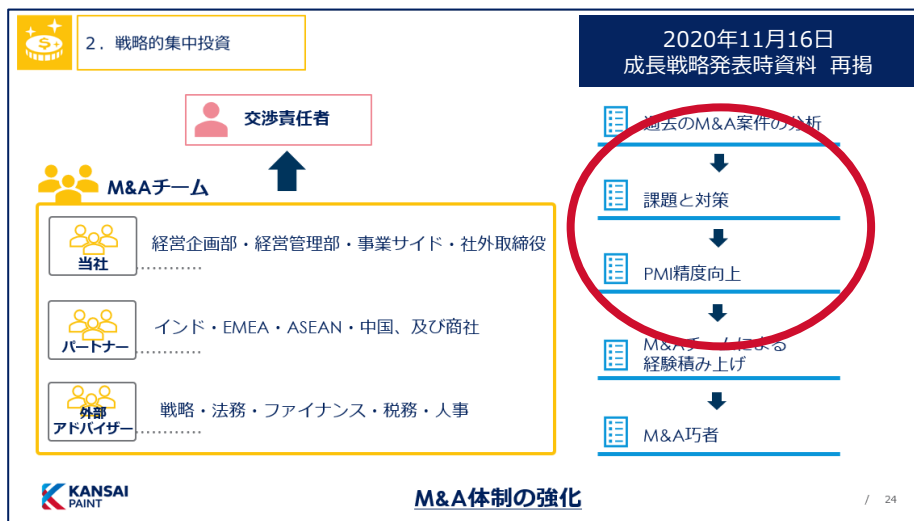 2．戦略的集中投資
2020年11月16日
成長戦略発表時資料 再掲
交渉責任者
M&Aチーム
当社
経営企画部・経営管理部・事業サイド・社外取締役
…………
パートナー
インド・EMEA・ASEAN・中国、及び商社
外部
アドバイザー
戦略・法務・ファイナンス・税務・人事
…………
過去のM&A案件の分析
課題と対策
PMI精度向上
M&Aチームによる
経験積み上げ
M&A巧者
KANSAI
PAINT
M&A体制の強化
/ 24